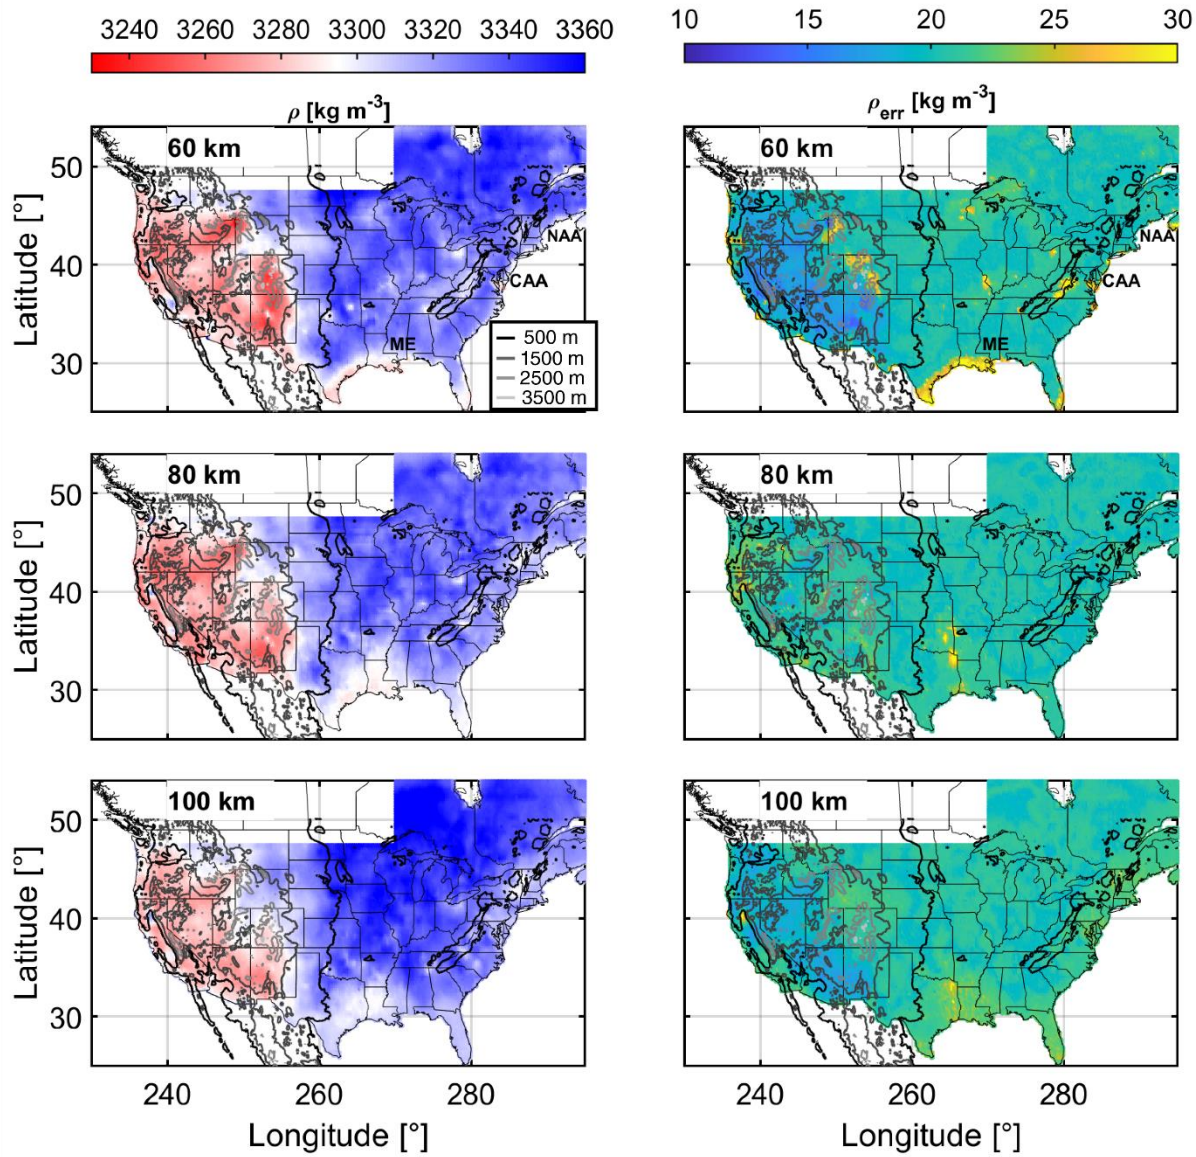 3240 3260 3280 3300 3320 3340 3360
10 15 20 25 30
ρ [kg m⁻³]
ρerr [kg m⁻³]
60 km
50
40
30
Latitude [°]
NAA
CAA
ME
500 m
1500 m
2500 m
3500 m
60 km
NAA
CAA
ME
80 km
50
40
30
Latitude [°]
80 km
100 km
50
40
30
Latitude [°]
240 260 280
Longitude [°]
100 km
240 260 280
Longitude [°]